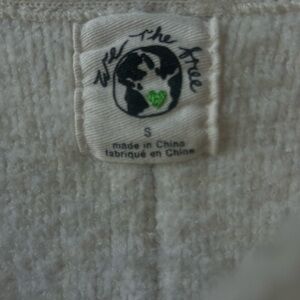 We The Free
S
made in China
fabriqué en Chine